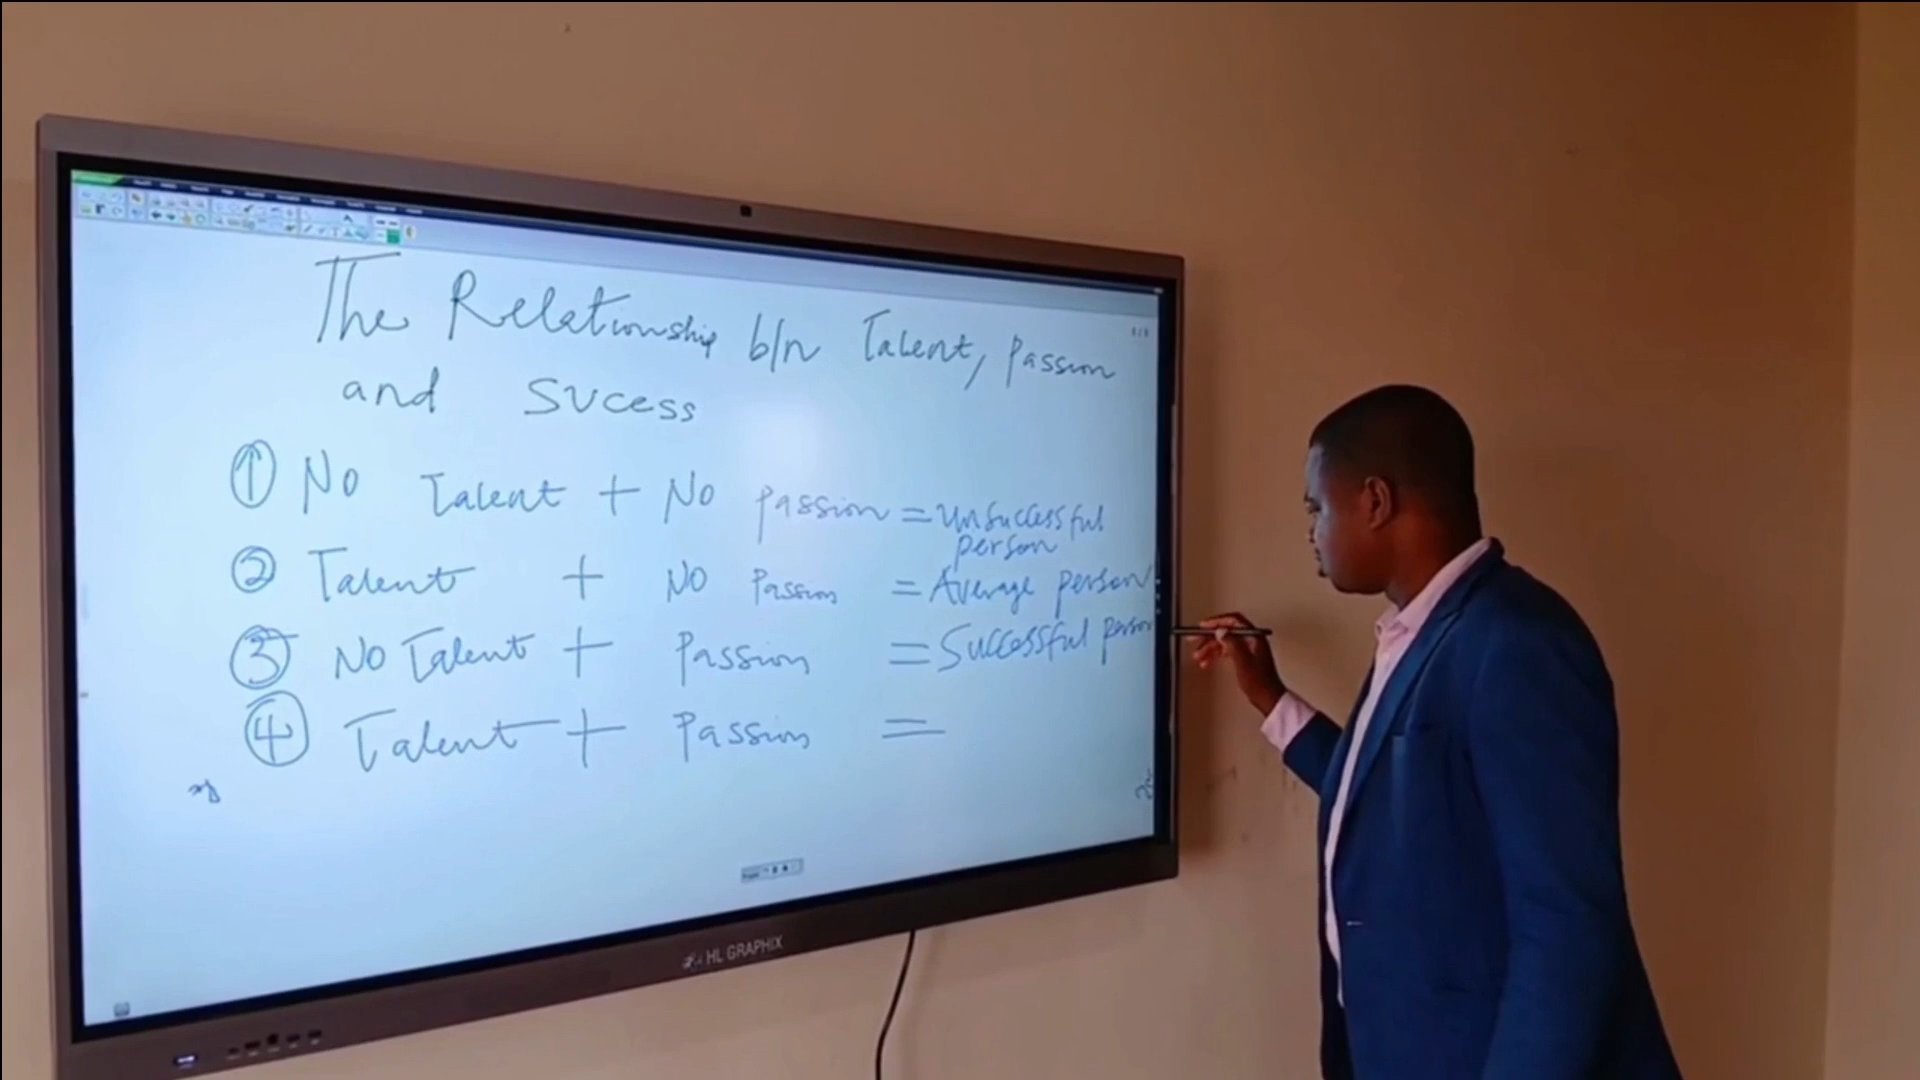 The Relationship b/n Talent, passion
and Sucess
① No Talent + No passion = Unsuccessful
person
② Talent + No Passion = Average person
③ No Talent + Passion = Successful person
④ Talent + Passion =
HL GRAPHIX